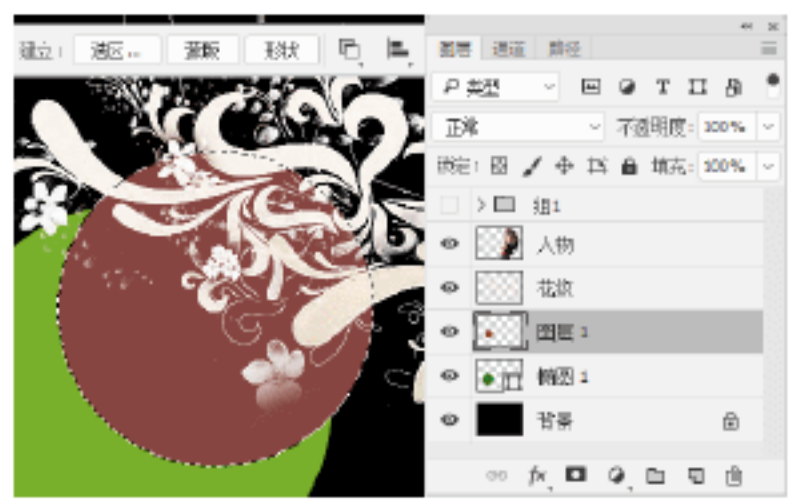 建立： 选区… 蒙版 形状
图层 通道 路径
类型
正常 不透明度： 100%
锁定： 填充： 100%
组1
人物
花纹
图层 1
椭圆 1
背景
fx